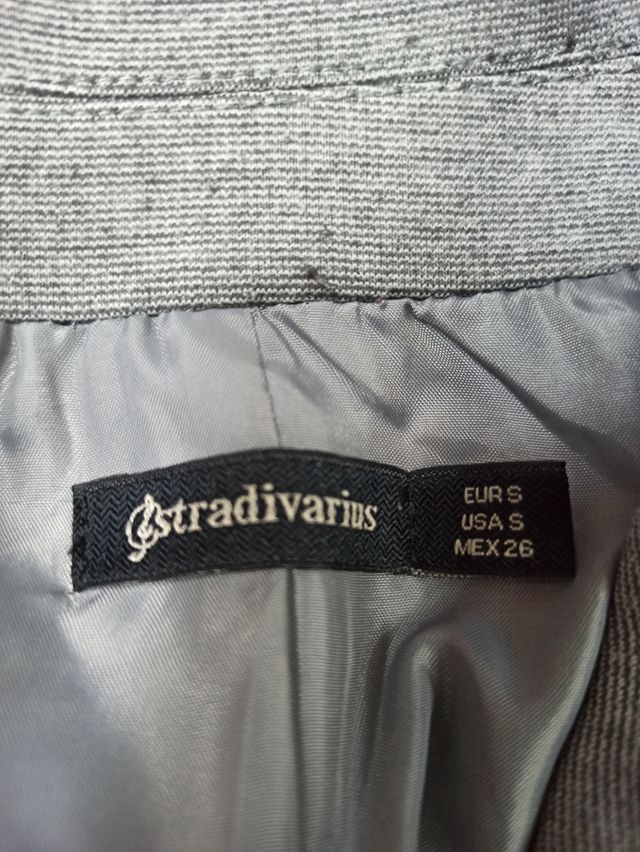 stradivarius
EUR S
USA S
MEX 26